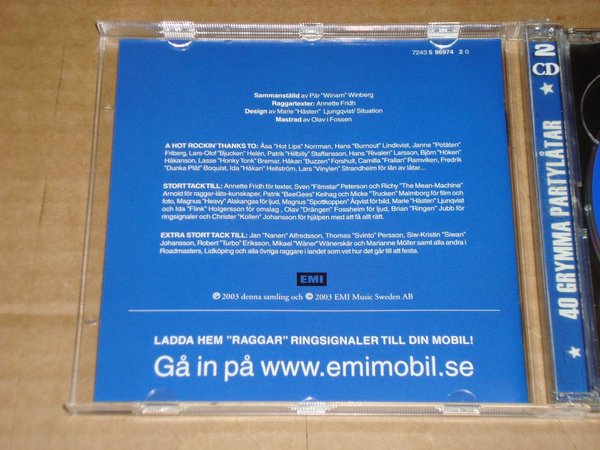 7243 5 96974 2 0
Sammanställd av Pär "Winam" Winberg
Raggartexter: Annette Fridh
Design av Marie "Hästen" Ljungqvist/ Situation
Mastrad av Olav i Fossen
A HOT ROCKIN'THANKS TO: Åsa "Hot Lips" Norrman, Hans "Burnout" Lindkvist, Janne "Potäten"
Friberg, Lars-Olof "Bjucken" Helén, Patrik "Hillbilly" Staffansson, Hans "Rivalen" Larsson, Björn "Höken"
Håkanson, Lasse "Honky Tonk" Bremar, Håkan "Buzzen" Forshult, Camilla "Frallan" Ramviken, Fredrik
"Dunka Plåt" Boquist, Ida "Håkan" Hellström, Lars "Vinylen" Strandheim för lån av låtar...
STORT TACK TILL: Annette Fridh för texter, Sven "Filmstar" Peterson och Richy "The Mean-Machine"
Arnold för raggar-låts-kunskaper, Patrik "BeeGees" Keihag och Micke "Trucken" Malmborg för film och
foto, Magnus "Heavy" Alakangas för ljud, Magnus "Spottkoppen" Äqvist för bild, Marie "Hästen" Ljunqvist
och Ida "Flink" Holgersson för omslag , Olav "Drängen" Fossheim för ljud, Brian "Ringen" Jubb för
ringsignaler och Christer "Kollen" Johansson för hjälpen med att få allt rätt.
EXTRA STORT TACK TILL: Jan "Nanen" Alfredsson, Thomas "Svinto" Persson, Siw-Kristin "Siwan"
Johansson, Robert "Turbo" Eriksson, Mikael "Wäner" Wänerskär och Marianne Möller samt alla andra i
Roadmasters, Lidköping och alla övriga raggare i landet som vet hur det går till att festa.
EMI
℗ 2003 denna samling och © 2003 EMI Music Sweden AB
LADDA HEM "RAGGAR" RINGSIGNALER TILL DIN MOBIL!
Gå in på www.emimobil.se
40 GRYMMA PARTYLÅTAR
2
CD